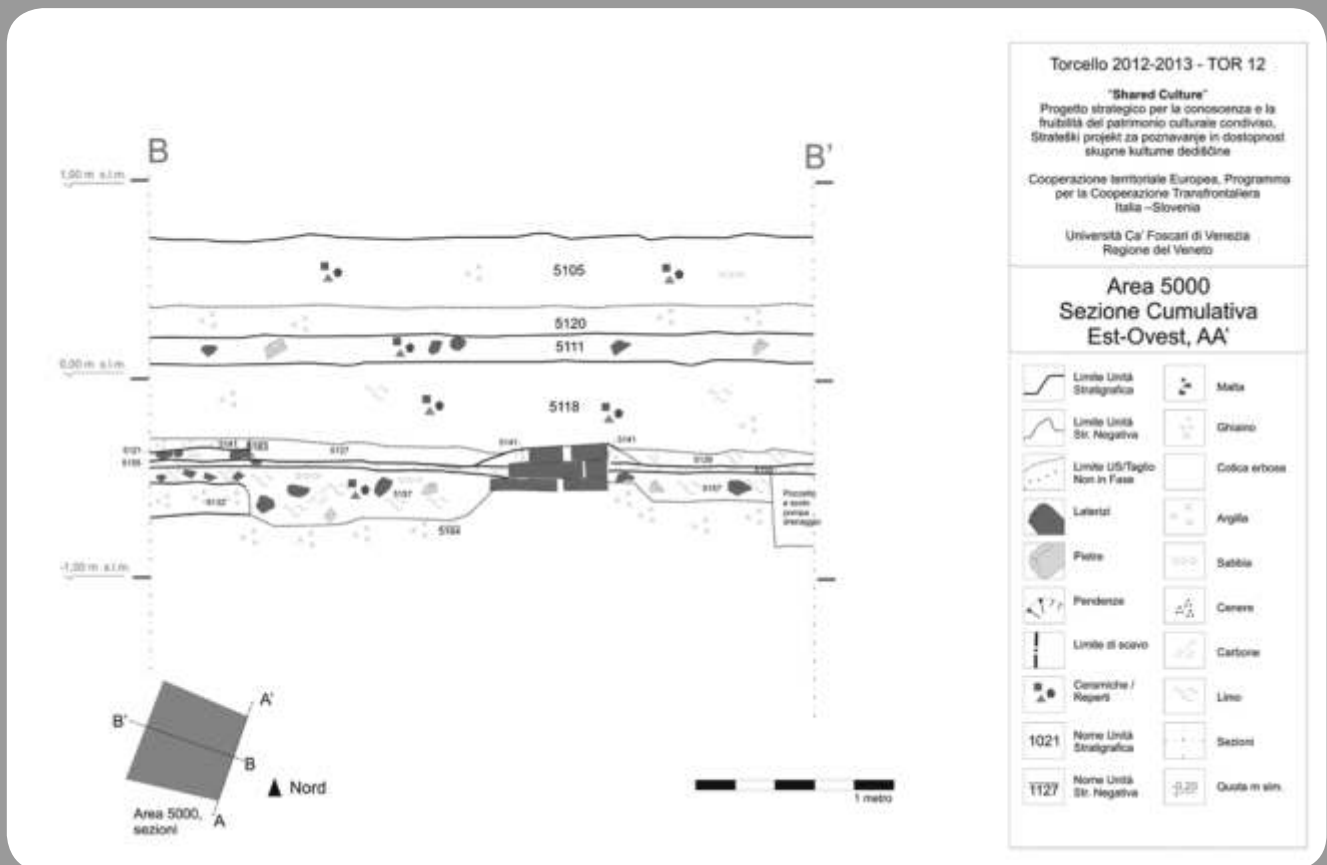 Torcello 2012-2013 - TOR 12
"Shared Culture"
Progetto strategico per la conoscenza e la
fruibilità del patrimonio culturale condiviso.
Strateški projekt za poznavanje in dostopnost
skupne kulturne dediščine
Cooperazione territoriale Europea, Programma
per la Cooperazione Transfrontaliera
Italia –Slovenia
Università Ca' Foscari di Venezia
Regione del Veneto
Area 5000
Sezione Cumulativa
Est-Ovest, AA'
Limite Unità
Stratigrafica
Malta
Limite Unità
Str. Negativa
Ghiaino
Limite US/Taglio
Non in Fase
Cotica erbosa
Laterizi
Argilla
Pietre
Sabbia
Pendenze
Cenere
Limite di scavo
Carbone
Ceramiche /
Reperti
Limo
1021
Nome Unità
Stratigrafica
Sezioni
1127
Nome Unità
Str. Negativa
Quota m slm.
B
B'
1,00 m s.l.m.
5105
5120
5111
0,00 m s.l.m.
5118
5141
5141
5127
5157
5157
5164
-1,00 m s.l.m.
A'
B'
B
A
Nord
Area 5000,
sezioni
1 metro